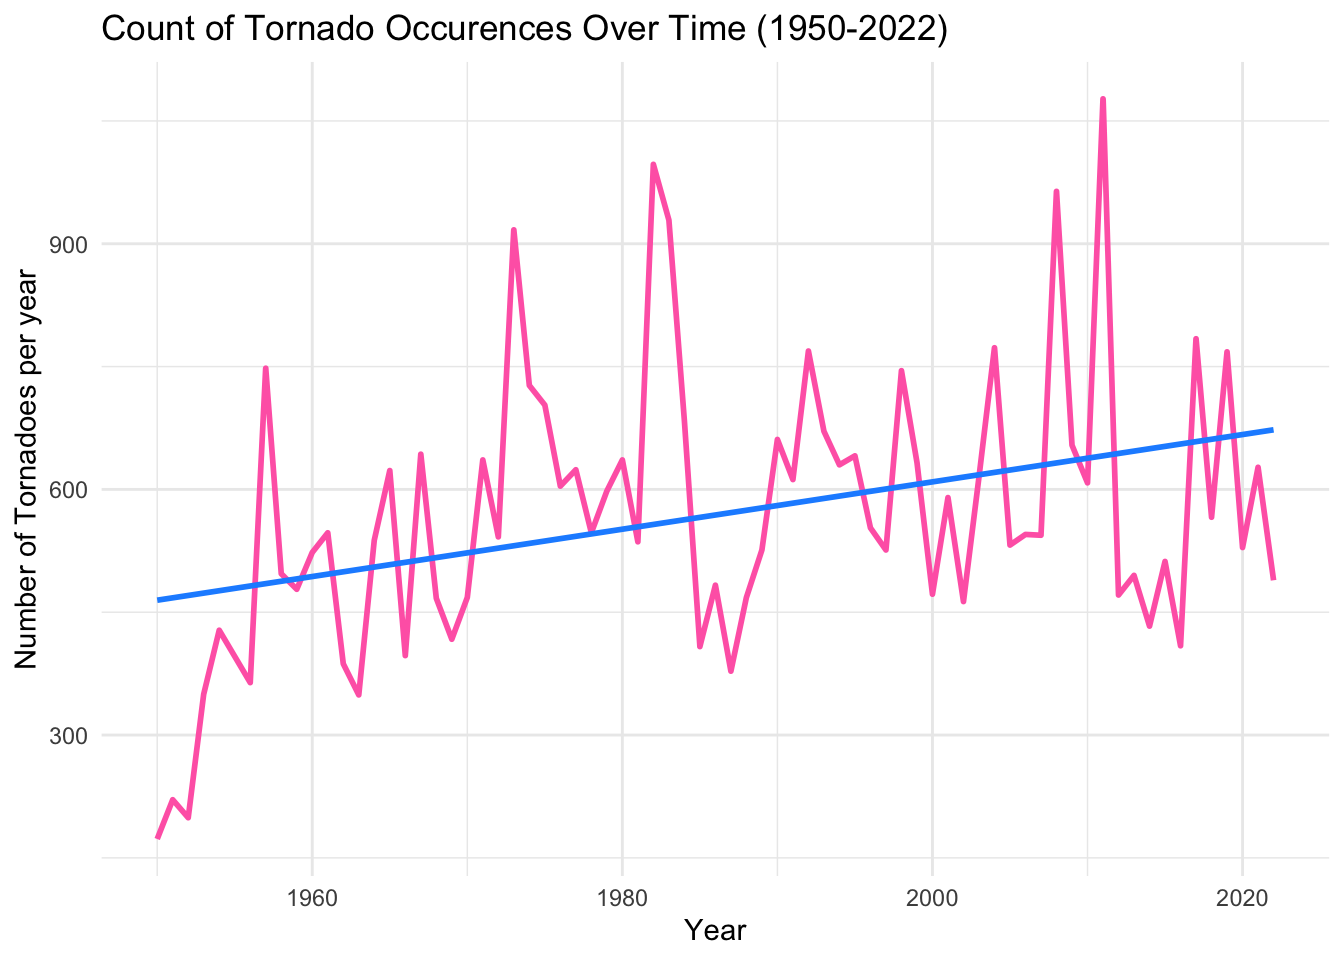 Count of Tornado Occurences Over Time (1950-2022)
Number of Tornadoes per year
900
600
300
1960
1980
2000
2020
Year